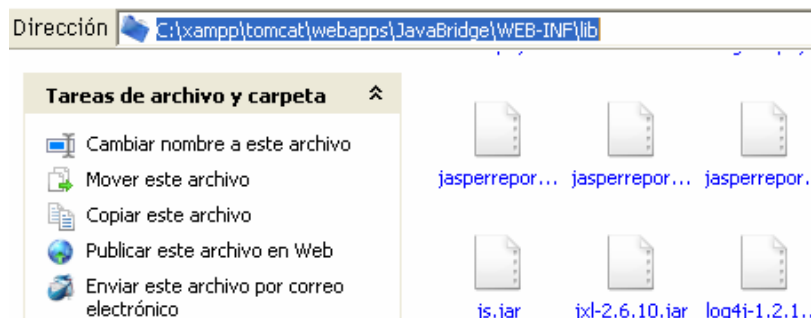 Dirección C:\xampp\tomcat\webapps\JavaBridge\WEB-INF\lib
Tareas de archivo y carpeta
Cambiar nombre a este archivo
Mover este archivo
Copiar este archivo
Publicar este archivo en Web
Enviar este archivo por correo
electrónico
jasperrepor... jasperrepor... jasperrepor.
js.jar jxl-2.6.10.jar log4j-1.2.1.